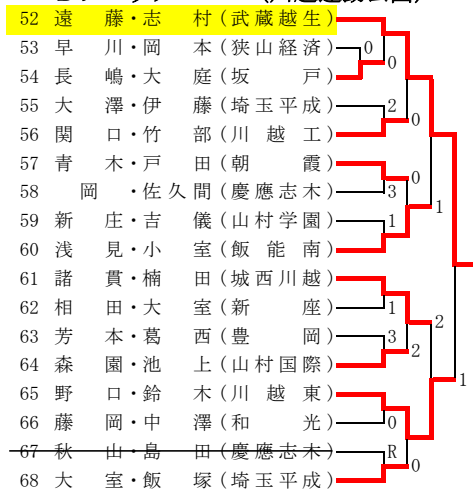 52 遠 藤・志 村(武蔵越生)
53 早 川・岡 本(狭山経済)
54 長 嶋・大 庭(坂 戸)
55 大 澤・伊 藤(埼玉平成)
56 関 口・竹 部(川 越 工)
57 青 木・戸 田(朝 霞)
58 岡 ・佐久間(慶應志木)
59 新 庄・吉 儀(山村学園)
60 浅 見・小 室(飯 能 南)
61 諸 貫・楠 田(城西川越)
62 相 田・大 室(新 座)
63 芳 本・葛 西(豊 岡)
64 森 園・池 上(山村国際)
65 野 口・鈴 木(川 越 東)
66 藤 岡・中 澤(和 光)
67 秋 山・島 田(慶應志木)
68 大 室・飯 塚(埼玉平成)
0
0
2
0
0
3
1
1
1
2
3
2
1
0
R
0